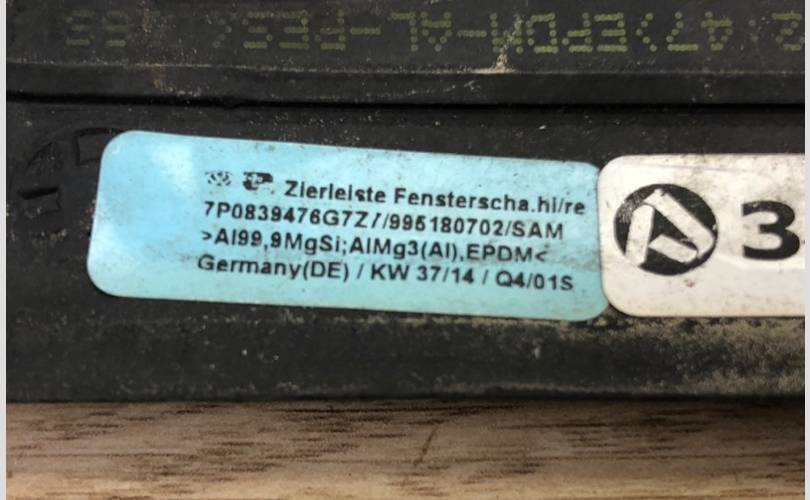 Zierleiste Fensterscha.hi/re
7P0839476G7Z//995180702/SAM
>Al99,9MgSi;AlMg3(Al),EPDM<
Germany(DE) / KW 37/14 / Q4/01S
3